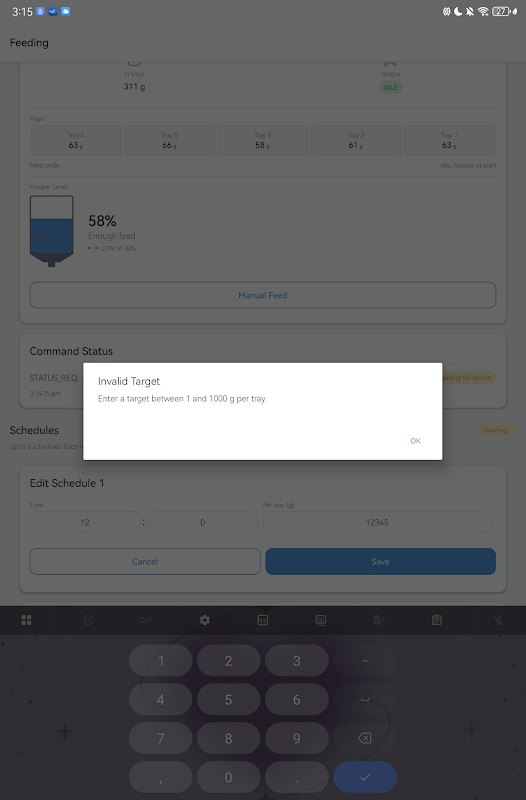 3:15
27
Feeding
in trays
311 g
Status
IDLE
Trays
Tray 4
63 g
Tray 5
66 g
Tray 3
58 g
Tray 2
61 g
Tray 1
63 g
Feed cycle
Idle, hopper at start
Hopper Level
58%
Enough feed
LOW at 30%
Manual Feed
Command Status
STATUS_REQ
Waiting for device
3:14:25 pm
Invalid Target
Enter a target between 1 and 1000 g per tray.
OK
Schedules
Syncing...
Up to 3 schedules. Each
Edit Schedule 1
Time
Per tray (g)
12 : 0
12345
Cancel
Save
GIF
1 2 3 -
4 5 6
7 8 9
, 0 .